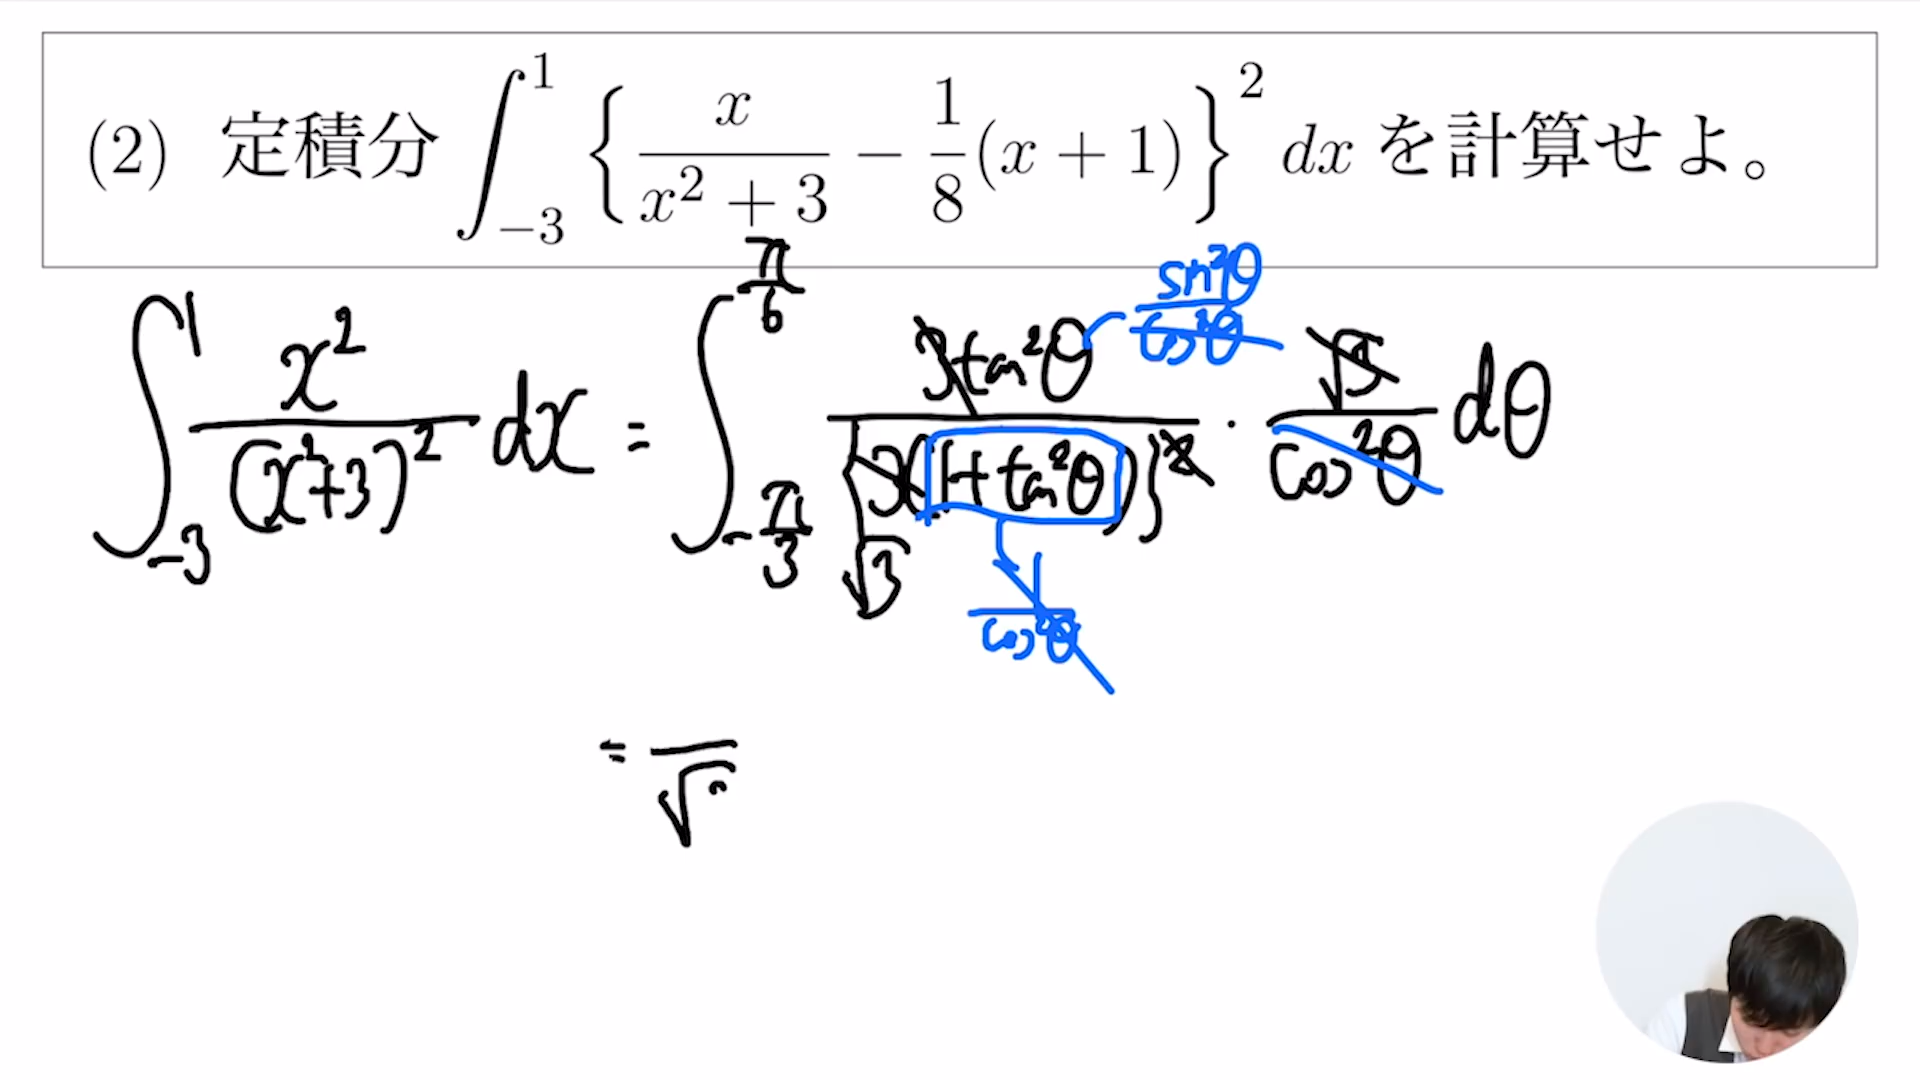 (2) 定積分 ∫_{-3}^{1} { x/(x²+3) − 1/8 (x+1) }² dx を計算せよ。
∫_{-3}^{1} x²/(x²+3)² dx = ∫_{-π/3}^{π/6} 3tan²θ/{3(1+tan²θ)}² · √3/cos²θ dθ
sin²θ/cos²θ
√3
1/cos²θ
= /√